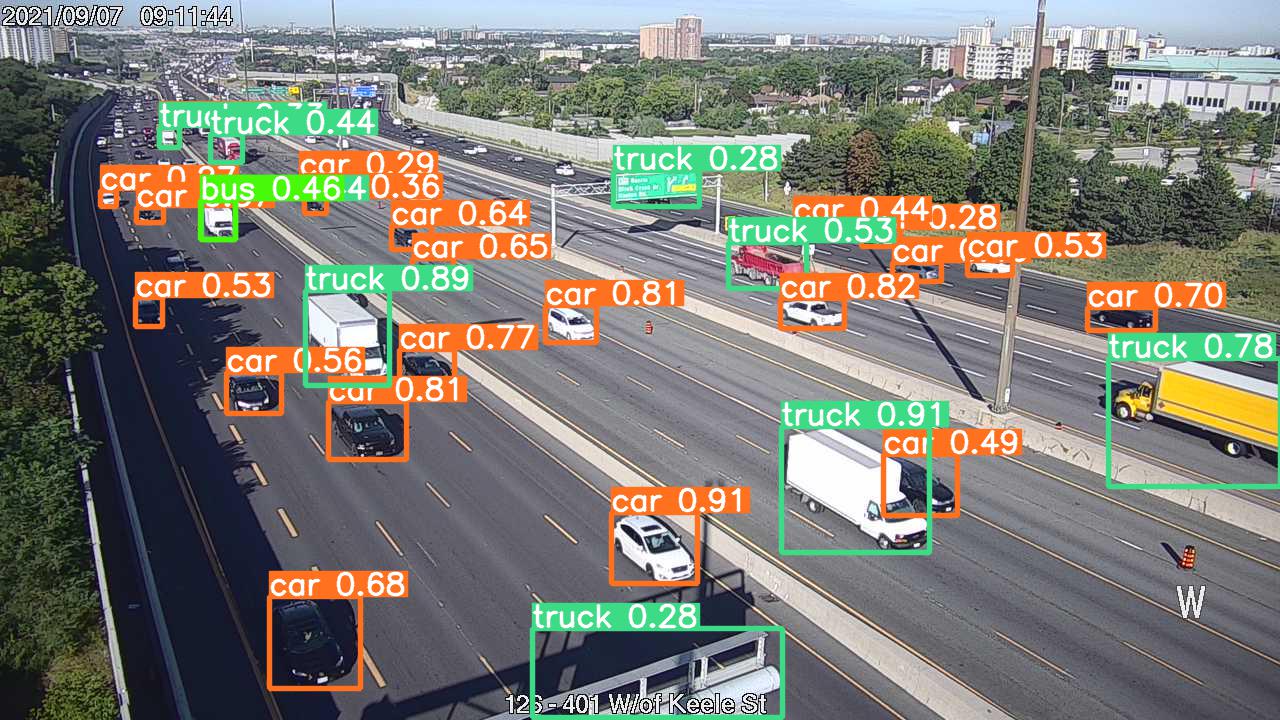 2021/09/07 09:11:44
truck 0.44
truck 0.28
car 0.29
0.36
bus 0.46
car 0.64
car 0.44
0.28
truck 0.53
car 0.65
car 0.53
car 0.53
truck 0.89
car 0.81
car 0.82
car 0.70
car 0.77
truck 0.78
car 0.56
car 0.81
truck 0.91
car 0.49
car 0.91
car 0.68
W
truck 0.28
126 - 401 W/of Keele St